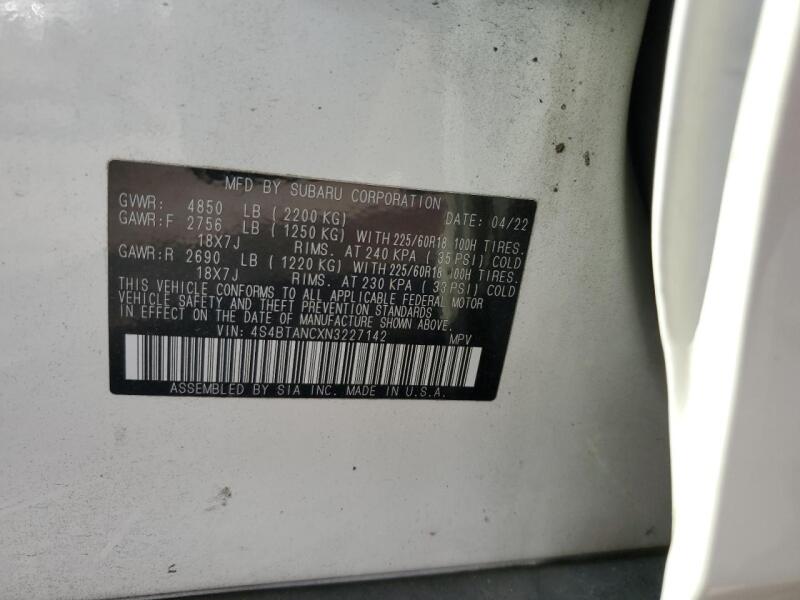 MFD BY SUBARU CORPORATION
GVWR: 4850 LB ( 2200 KG) DATE: 04/22
GAWR:F 2756 LB ( 1250 KG) WITH 225/60R18 100H TIRES.
18X7J RIMS. AT 240 KPA ( 35 PSI) COLD
GAWR:R 2690 LB ( 1220 KG) WITH 225/60R18 100H TIRES.
18X7J RIMS. AT 230 KPA ( 33 PSI) COLD
THIS VEHICLE CONFORMS TO ALL APPLICABLE FEDERAL MOTOR
VEHICLE SAFETY AND THEFT PREVENTION STANDARDS
IN EFFECT ON THE DATE OF MANUFACTURE SHOWN ABOVE.
VIN: 4S4BTANCXN3227142 MPV
ASSEMBLED BY SIA INC. MADE IN U.S.A.